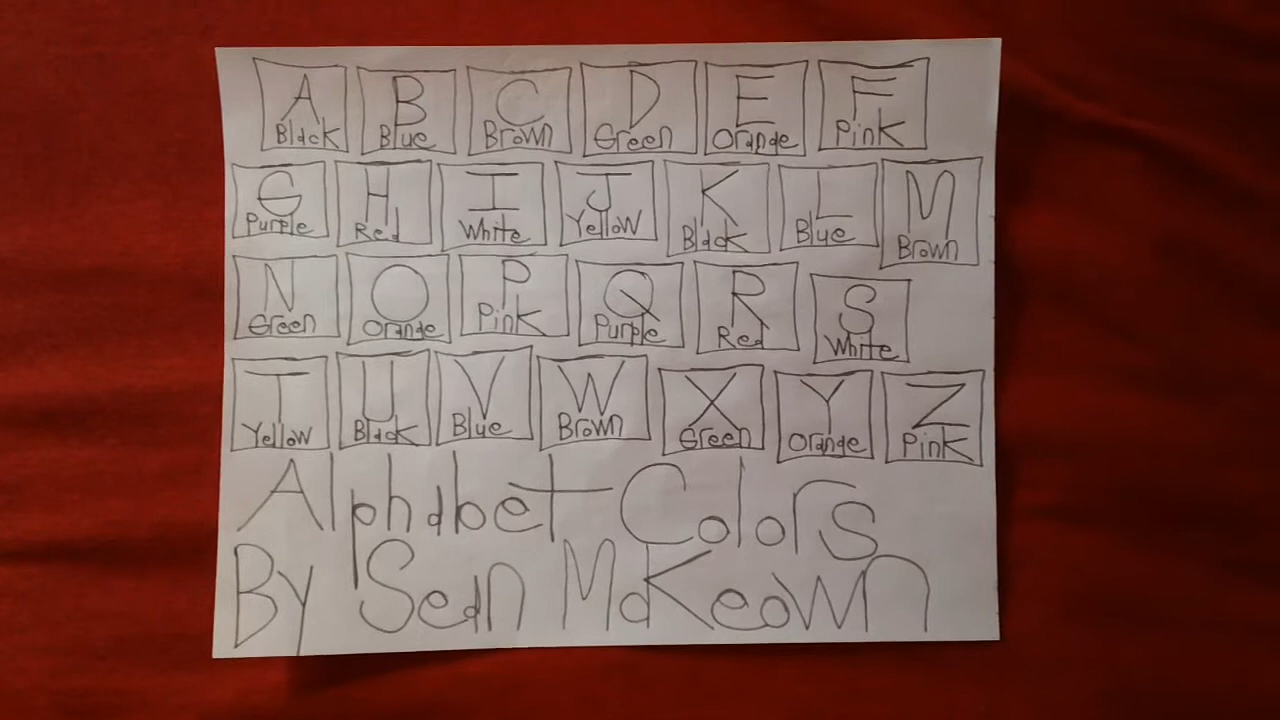 A B C D E F
Black Blue Brown Green Orange Pink
G H I J K L M
Purple Red White Yellow Black Blue Brown
N O P Q R S
Green Orange Pink Purple Red White
T U V W X Y Z
Yellow Black Blue Brown Green Orange Pink
Alphabet Colors
By Sean McKeown